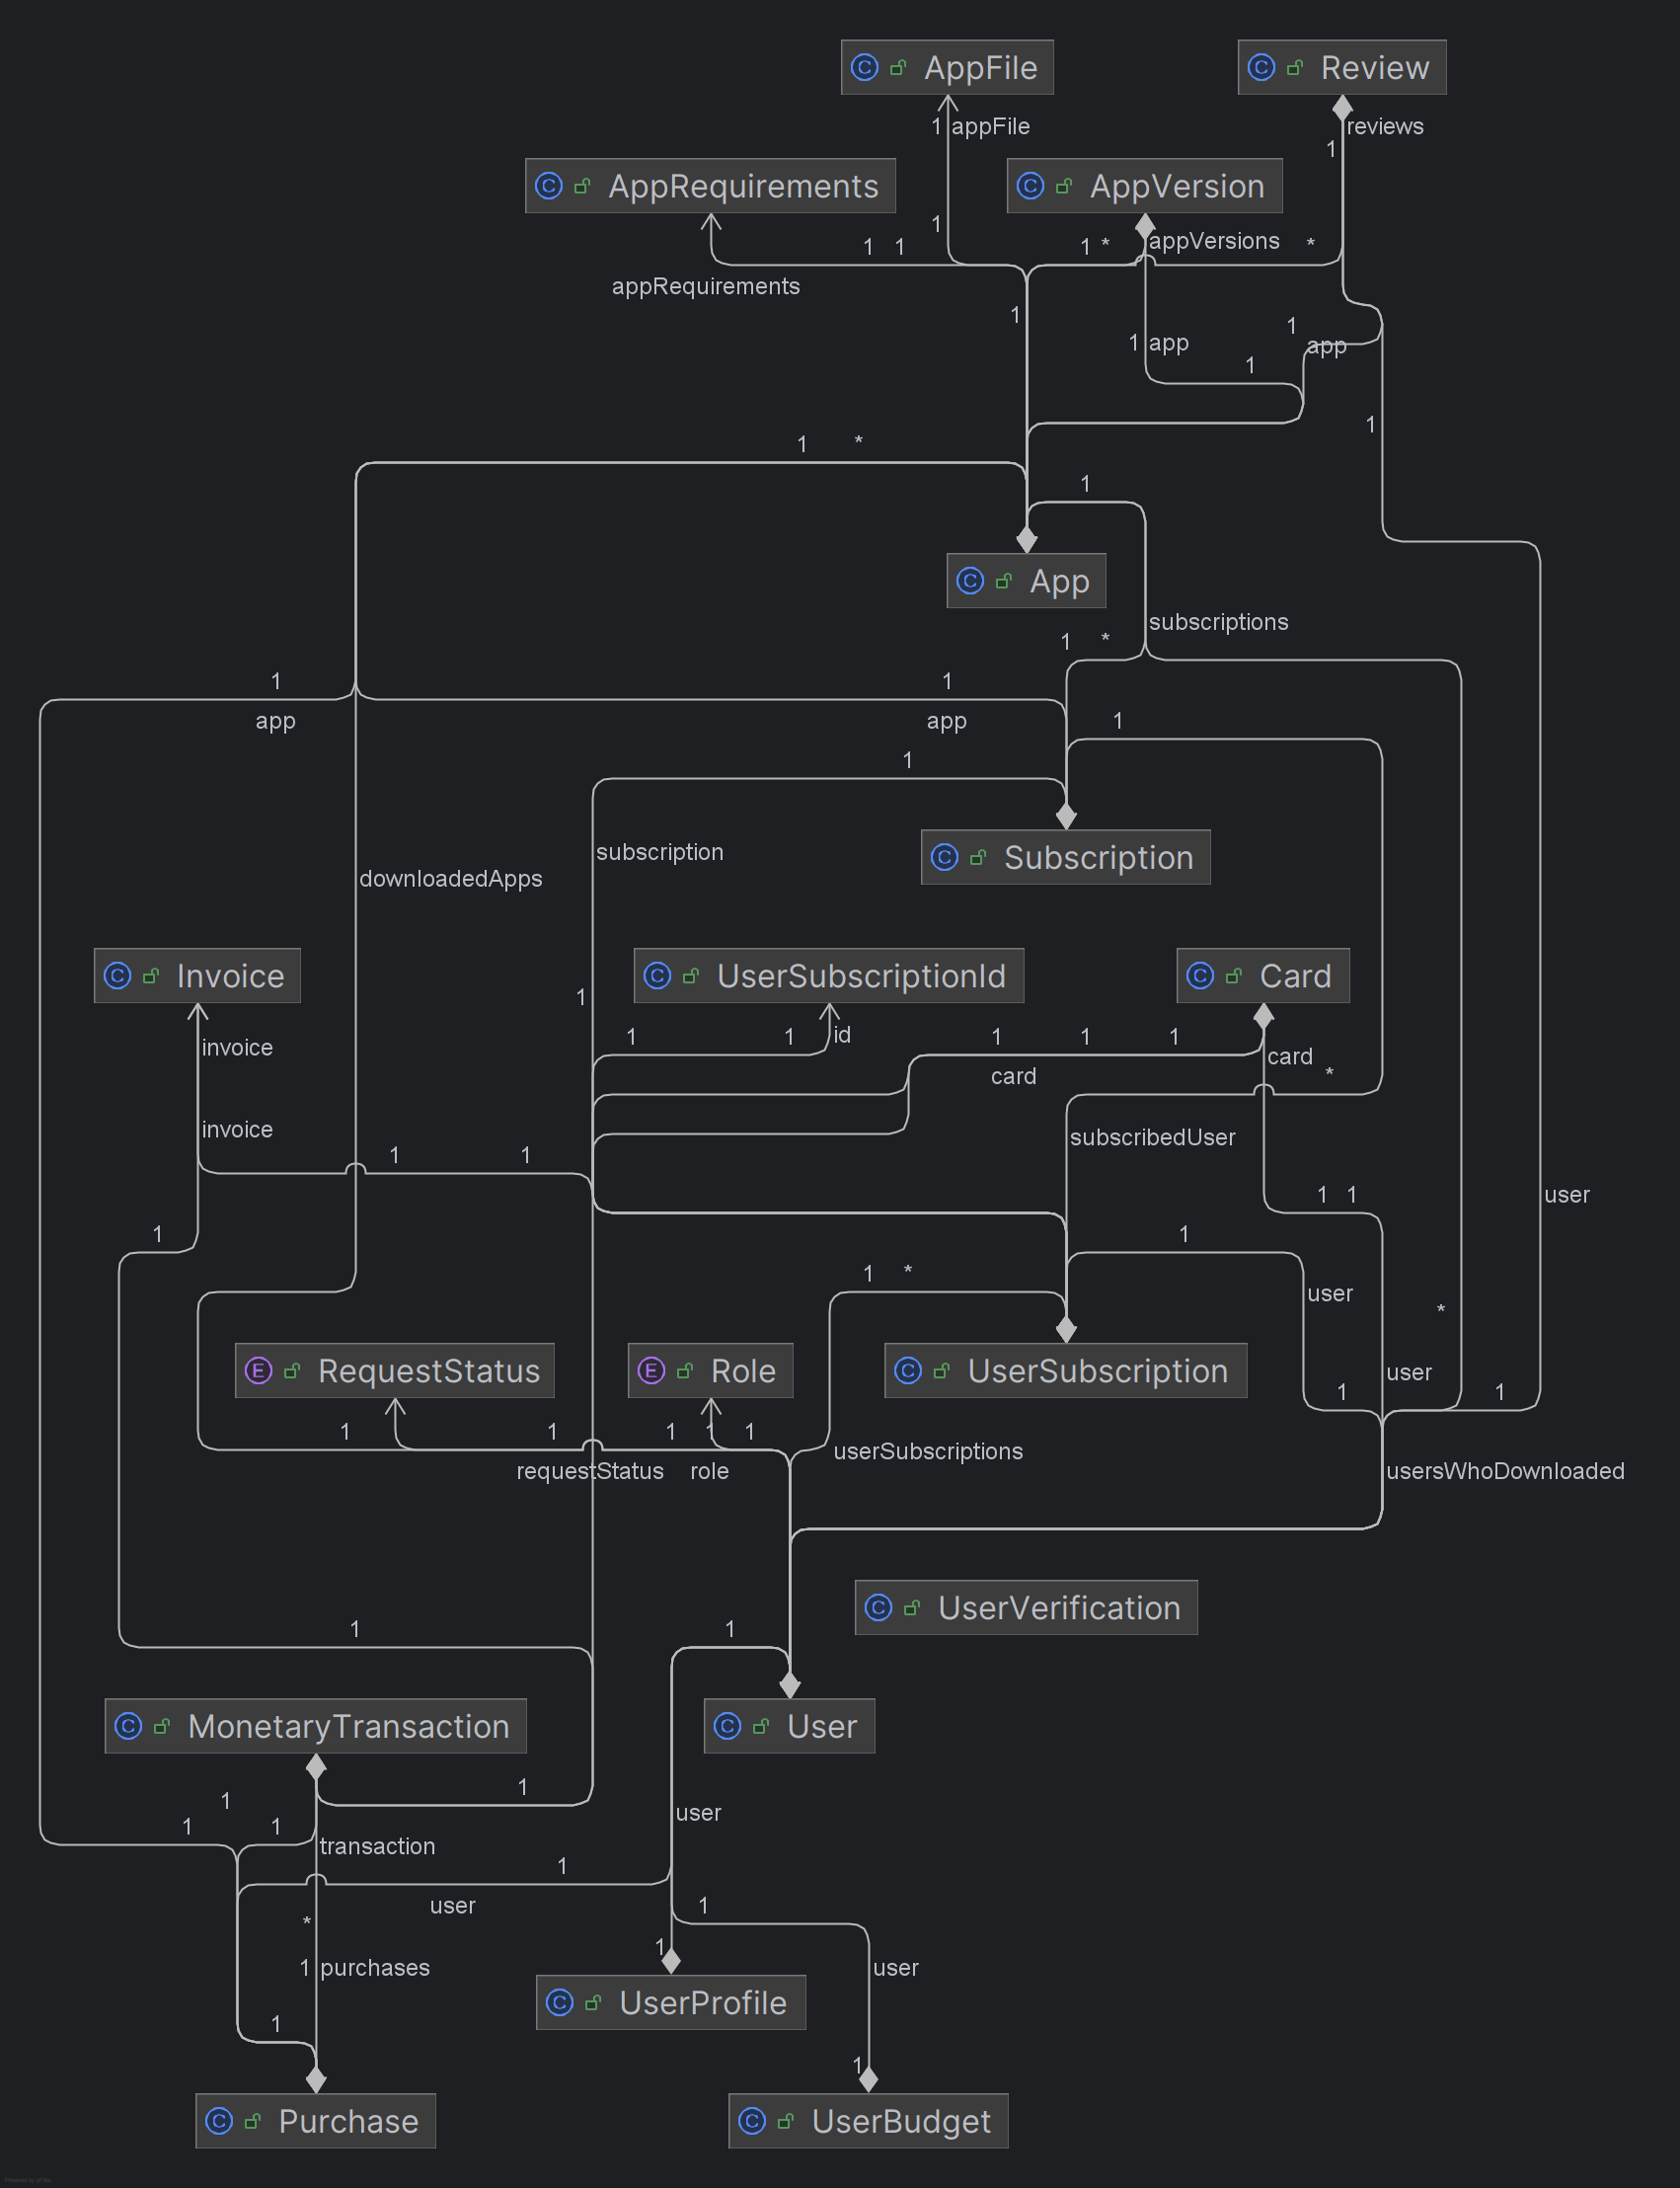 AppFile
Review
1 appFile
reviews
1
AppRequirements
AppVersion
1
1 1
1 *
appVersions
*
appRequirements
1
1
1 app
app
1
1
1 *
1
App
subscriptions
1 *
1
1
app
app
1
1
subscription
Subscription
downloadedApps
Invoice
UserSubscriptionId
Card
1
invoice
1
1
id
1
1
1
card
card
*
invoice
subscribedUser
1
1
1 1
user
1
1
1 *
user
*
RequestStatus
Role
UserSubscription
user
1
1
1
1
1
1
1
userSubscriptions
requestStatus
role
usersWhoDownloaded
UserVerification
1
1
MonetaryTransaction
User
1
1
user
1
1
transaction
1
user
1
*
1
1 purchases
user
UserProfile
1
1
Purchase
UserBudget